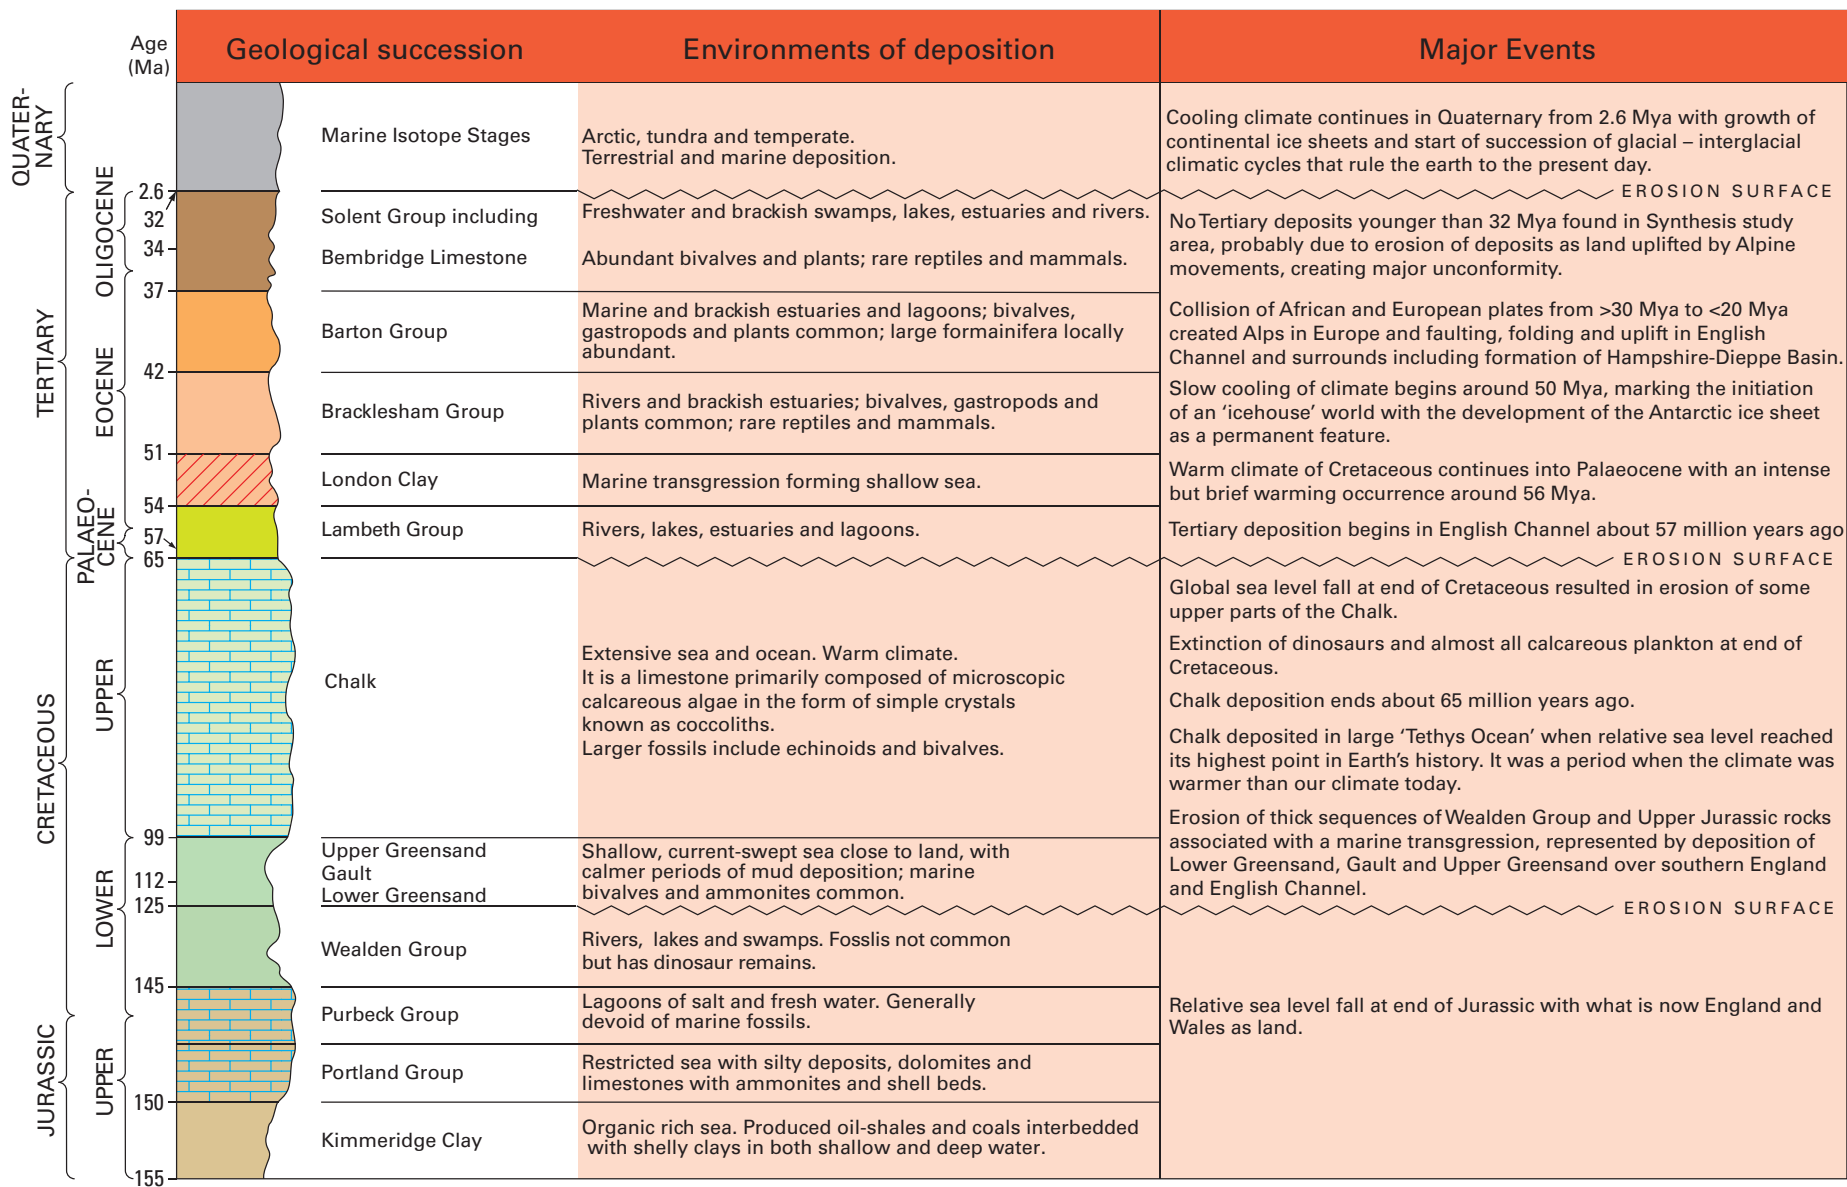 Age
(Ma)
Geological succession
Environments of deposition
Major Events
QUATER-
NARY
Marine Isotope Stages
Arctic, tundra and temperate.
Terrestrial and marine deposition.
Cooling climate continues in Quaternary from 2.6 Mya with growth of
continental ice sheets and start of succession of glacial – interglacial
climatic cycles that rule the earth to the present day.
2.6
EROSION SURFACE
TERTIARY
OLIGOCENE
32
34
37
Solent Group including
Bembridge Limestone
Freshwater and brackish swamps, lakes, estuaries and rivers.
Abundant bivalves and plants; rare reptiles and mammals.
No Tertiary deposits younger than 32 Mya found in Synthesis study
area, probably due to erosion of deposits as land uplifted by Alpine
movements, creating major unconformity.
EOCENE
Barton Group
Marine and brackish estuaries and lagoons; bivalves,
gastropods and plants common; large formainifera locally
abundant.
Collision of African and European plates from >30 Mya to <20 Mya
created Alps in Europe and faulting, folding and uplift in English
Channel and surrounds including formation of Hampshire-Dieppe Basin.
42
Bracklesham Group
Rivers and brackish estuaries; bivalves, gastropods and
plants common; rare reptiles and mammals.
Slow cooling of climate begins around 50 Mya, marking the initiation
of an ‘icehouse’ world with the development of the Antarctic ice sheet
as a permanent feature.
51
London Clay
Marine transgression forming shallow sea.
Warm climate of Cretaceous continues into Palaeocene with an intense
but brief warming occurrence around 56 Mya.
54
PALAEO-
CENE
57
Lambeth Group
Rivers, lakes, estuaries and lagoons.
Tertiary deposition begins in English Channel about 57 million years ago
65
EROSION SURFACE
CRETACEOUS
UPPER
Chalk
Extensive sea and ocean. Warm climate.
It is a limestone primarily composed of microscopic
calcareous algae in the form of simple crystals
known as coccoliths.
Larger fossils include echinoids and bivalves.
Global sea level fall at end of Cretaceous resulted in erosion of some
upper parts of the Chalk.
Extinction of dinosaurs and almost all calcareous plankton at end of
Cretaceous.
Chalk deposition ends about 65 million years ago.
Chalk deposited in large ‘Tethys Ocean’ when relative sea level reached
its highest point in Earth’s history. It was a period when the climate was
warmer than our climate today.
99
LOWER
112
125
Upper Greensand
Gault
Lower Greensand
Shallow, current-swept sea close to land, with
calmer periods of mud deposition; marine
bivalves and ammonites common.
Erosion of thick sequences of Wealden Group and Upper Jurassic rocks
associated with a marine transgression, represented by deposition of
Lower Greensand, Gault and Upper Greensand over southern England
and English Channel.
EROSION SURFACE
Wealden Group
Rivers, lakes and swamps. Fosslis not common
but has dinosaur remains.
145
JURASSIC
UPPER
Purbeck Group
Lagoons of salt and fresh water. Generally
devoid of marine fossils.
Relative sea level fall at end of Jurassic with what is now England and
Wales as land.
Portland Group
Restricted sea with silty deposits, dolomites and
limestones with ammonites and shell beds.
150
Kimmeridge Clay
Organic rich sea. Produced oil-shales and coals interbedded
with shelly clays in both shallow and deep water.
155